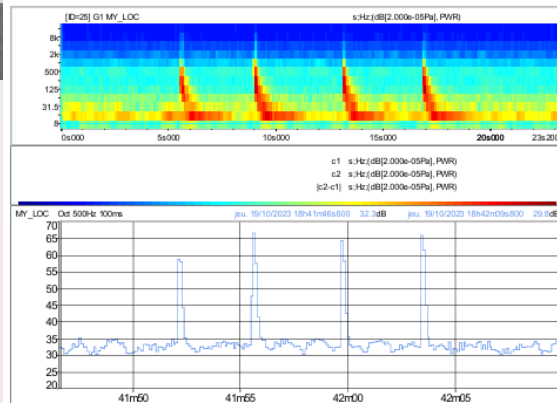 [ID=25] G1 MY_LOC s;Hz;(dB[2.000e-05Pa], PWR)
8k
2k
500
125
31.5
8
0s000 5s000 10s000 15s000 20s000 23s200
c1 s;Hz;(dB[2.000e-05Pa], PWR)
c2 s;Hz;(dB[2.000e-05Pa], PWR)
|c2-c1| s;Hz;(dB[2.000e-05Pa], PWR)
MY_LOC Oct 500Hz 100ms jeu. 19/10/2023 18h41m46s600 32.3dB jeu. 19/10/2023 18h42m09s800 29.8dB
70
65
60
55
50
45
40
35
30
25
20
41m50 41m55 42m00 42m05